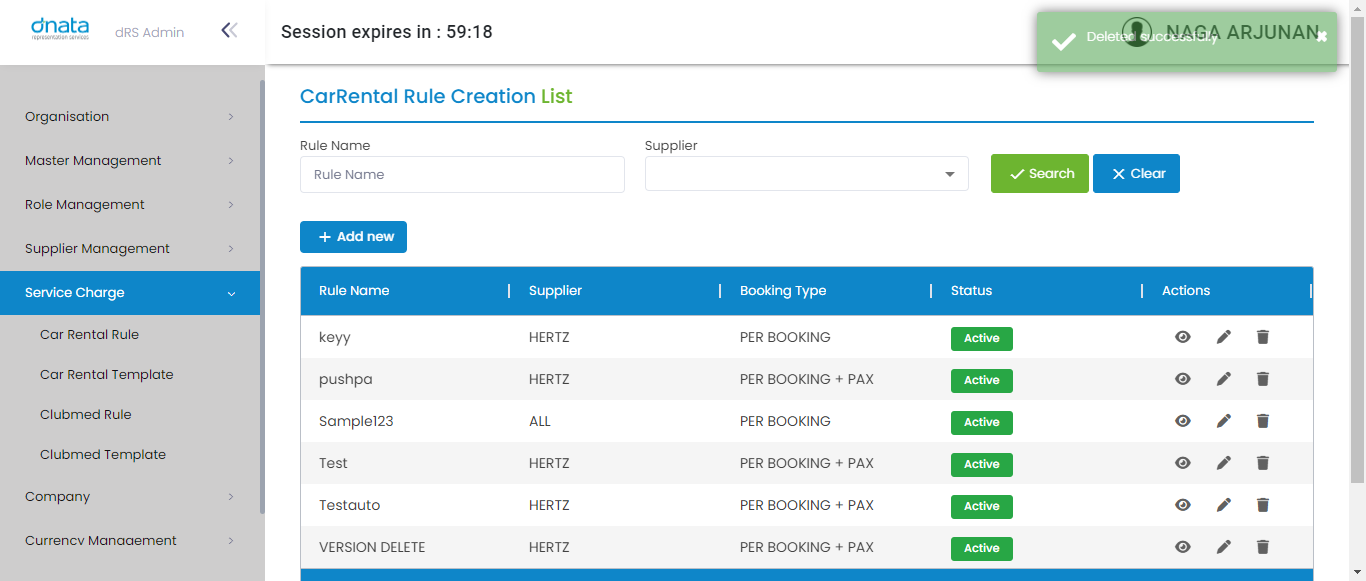 dnata
representation services
dRS Admin
Session expires in : 59:18
Deleted successfully
NAGA ARJUNAN
Organisation
Master Management
Role Management
Supplier Management
Service Charge
Car Rental Rule
Car Rental Template
Clubmed Rule
Clubmed Template
Company
Currency Management
CarRental Rule Creation List
Rule Name
Supplier
Rule Name
Search
Clear
Add new
Rule Name Supplier Booking Type Status Actions
keyy HERTZ PER BOOKING Active
pushpa HERTZ PER BOOKING + PAX Active
Sample123 ALL PER BOOKING Active
Test HERTZ PER BOOKING + PAX Active
Testauto HERTZ PER BOOKING + PAX Active
VERSION DELETE HERTZ PER BOOKING + PAX Active